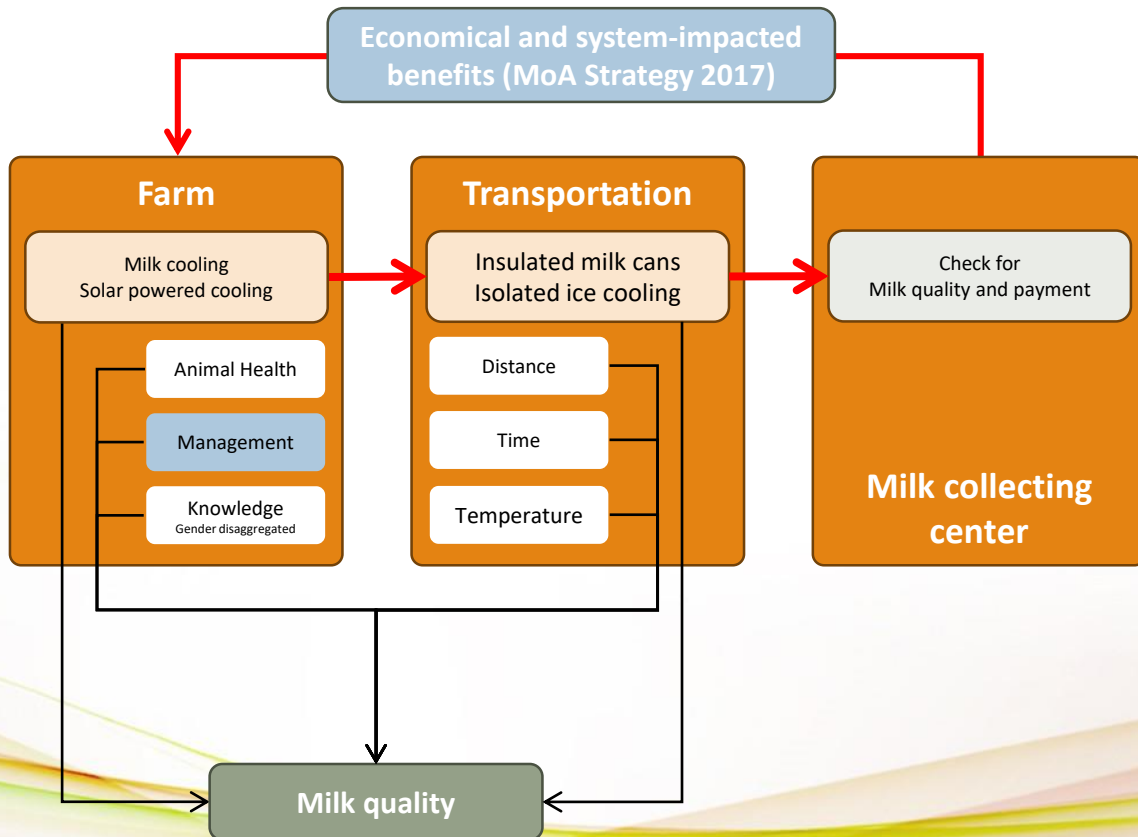 Economical and system-impacted
benefits (MoA Strategy 2017)
Farm
Milk cooling
Solar powered cooling
Animal Health
Management
Knowledge
Gender disaggregated
Transportation
Insulated milk cans
Isolated ice cooling
Distance
Time
Temperature
Check for
Milk quality and payment
Milk collecting
center
Milk quality